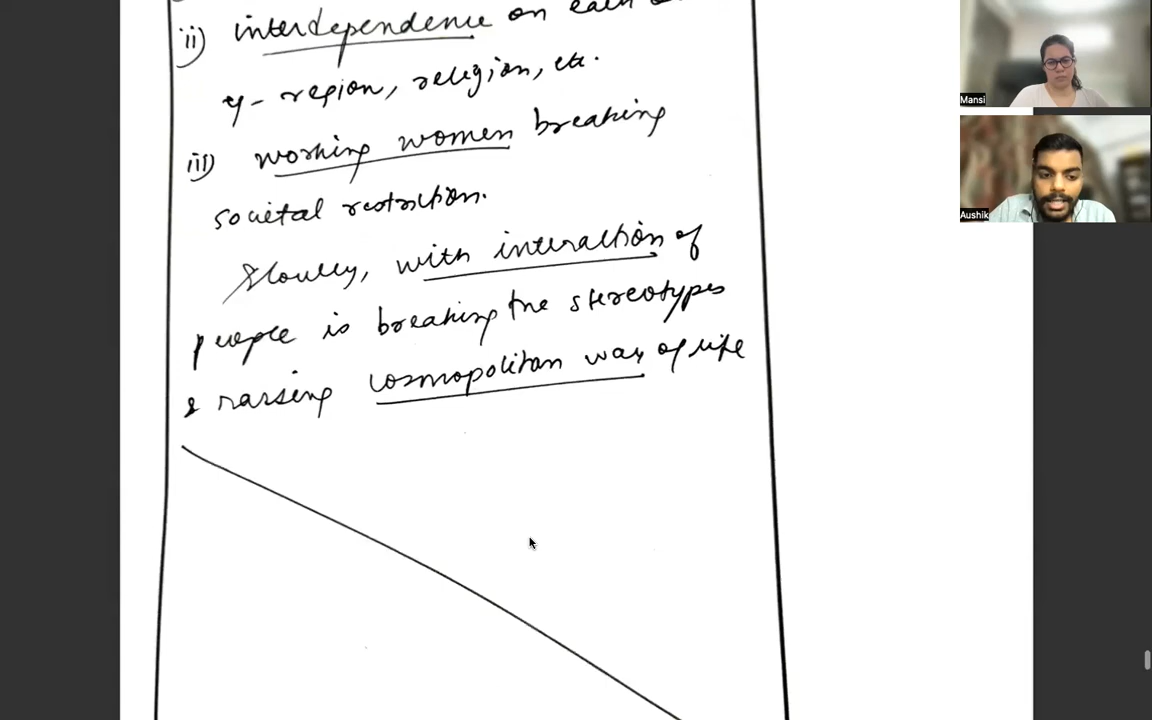 ii) interdependence on each
y - region, religion, etc.
iii) working women breaking
societal restriction.
Slowly, with interaction of
people is breaking the stereotypes
& raising cosmopolitan way of life
Mansi
Aushik